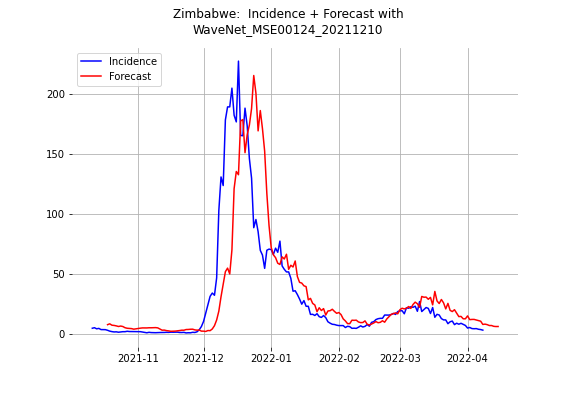 Zimbabwe:  Incidence + Forecast with
WaveNet_MSE00124_20211210
Incidence
Forecast
200
150
100
50
0
2021-11 2021-12 2022-01 2022-02 2022-03 2022-04